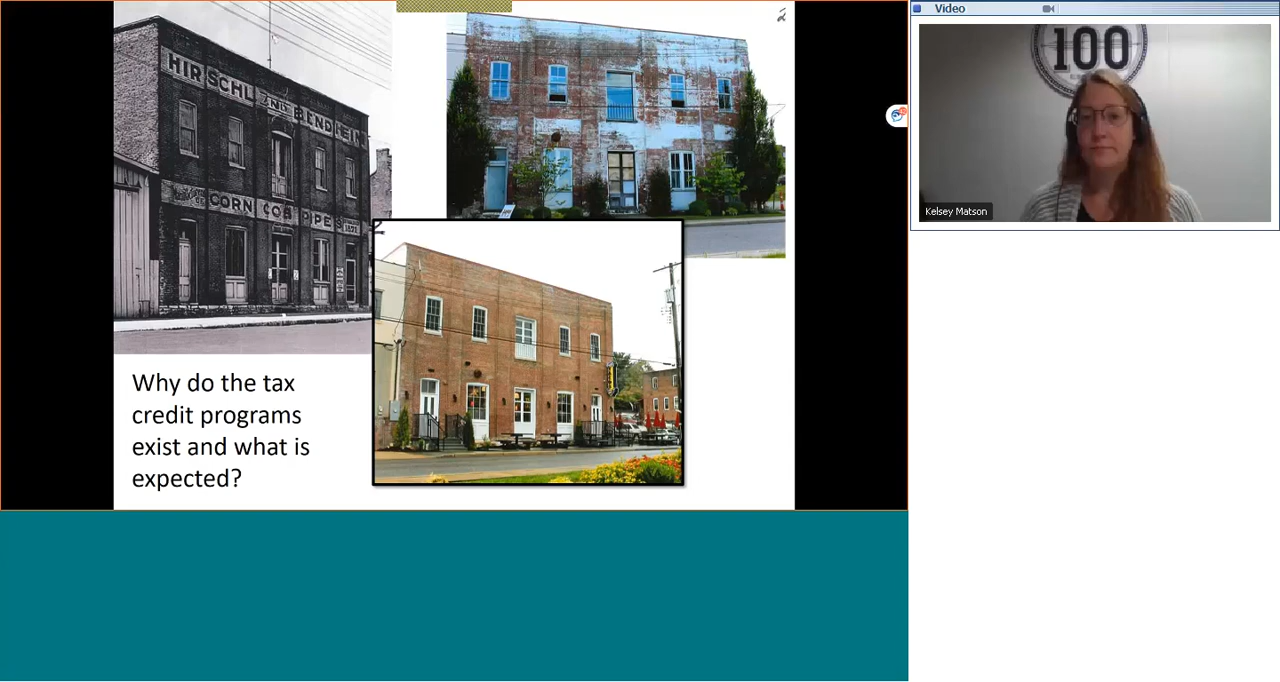 Video
100
Kelsey Matson
HIRSCHL AND BENDHEIM
CORN COB PIPES
Why do the tax
credit programs
exist and what is
expected?